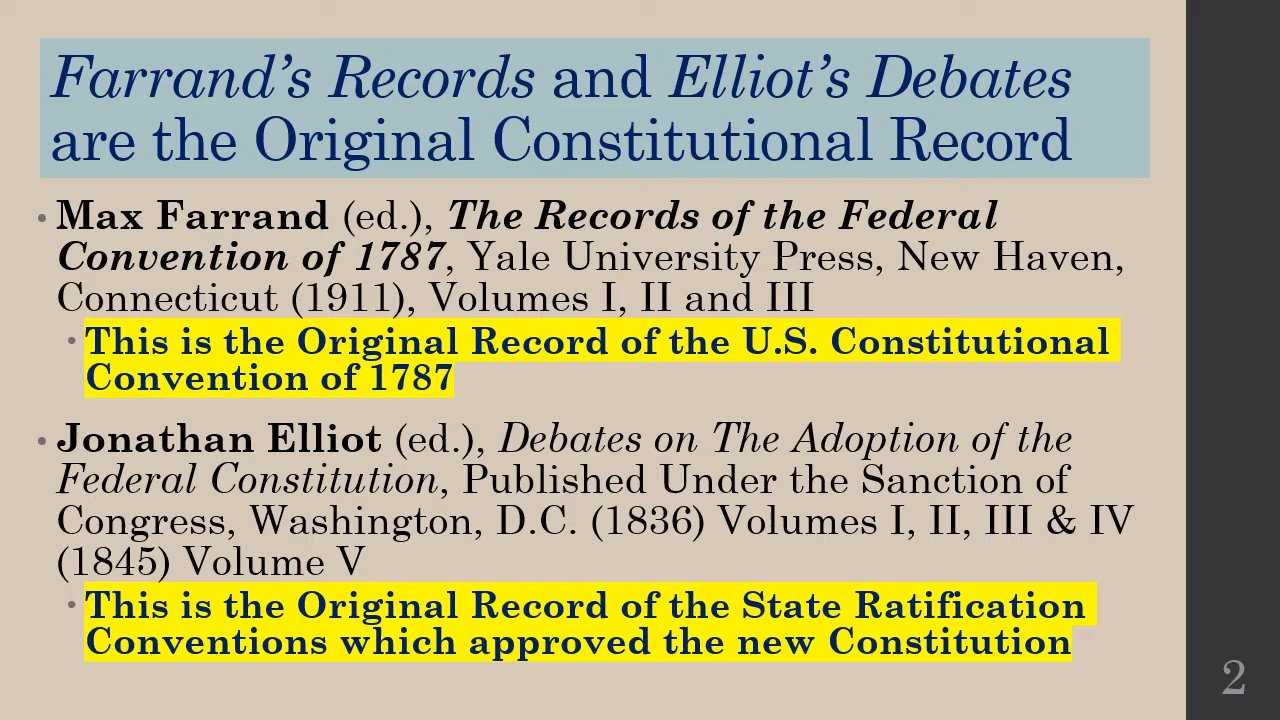 Farrand’s Records and Elliot’s Debates
are the Original Constitutional Record
• Max Farrand (ed.), The Records of the Federal
Convention of 1787, Yale University Press, New Haven,
Connecticut (1911), Volumes I, II and III
• This is the Original Record of the U.S. Constitutional
Convention of 1787
• Jonathan Elliot (ed.), Debates on The Adoption of the
Federal Constitution, Published Under the Sanction of
Congress, Washington, D.C. (1836) Volumes I, II, III & IV
(1845) Volume V
• This is the Original Record of the State Ratification
Conventions which approved the new Constitution
2